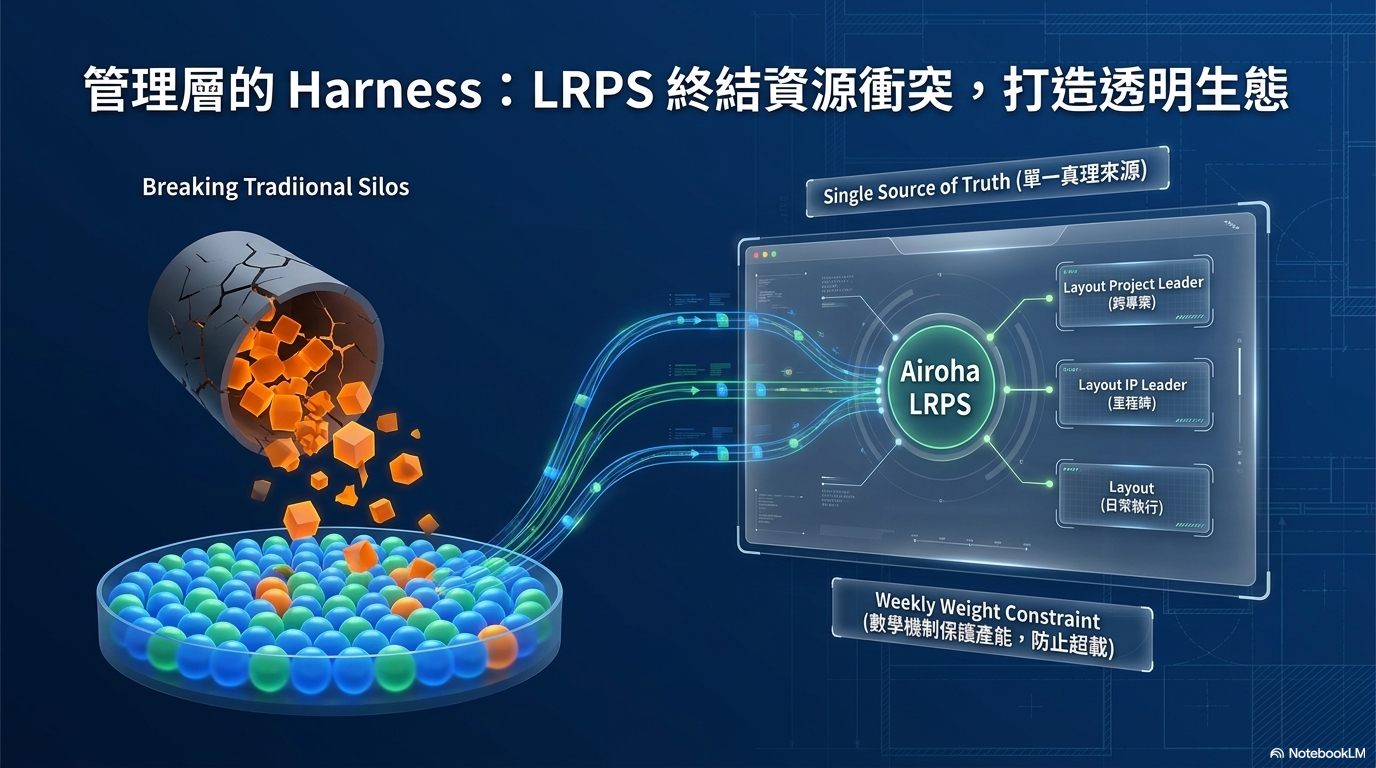 管理層的 Harness：LRPS 終結資源衝突，打造透明生態
Breaking Tradiional Silos
Single Source of Truth (單一真理來源)
Airoha
LRPS
Layout Project Leader
(跨專業)
Layout IP Leader
(里程碑)
Layout
(日常執行)
Weekly Weight Constraint
(數學機制保護產能，防止超載)
NotebookLM